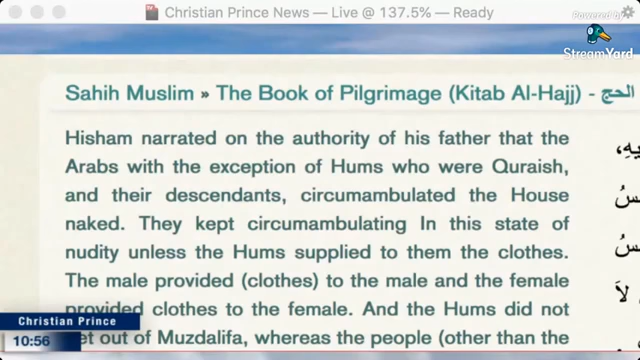 Christian Prince News — Live @ 137.5% — Ready
Powered by
StreamYard
Sahih Muslim » The Book of Pilgrimage (Kitab Al-Hajj) - الحج
Hisham narrated on the authority of his father that the
Arabs with the exception of Hums who were Quraish,
and their descendants, circumambulated the House
naked. They kept circumambulating In this state of
nudity unless the Hums supplied to them the clothes.
The male provided (clothes) to the male and the female
provided clothes to the female. And the Hums did not
out of Muzdalifa, whereas the people (other than the
Christian Prince
10:56